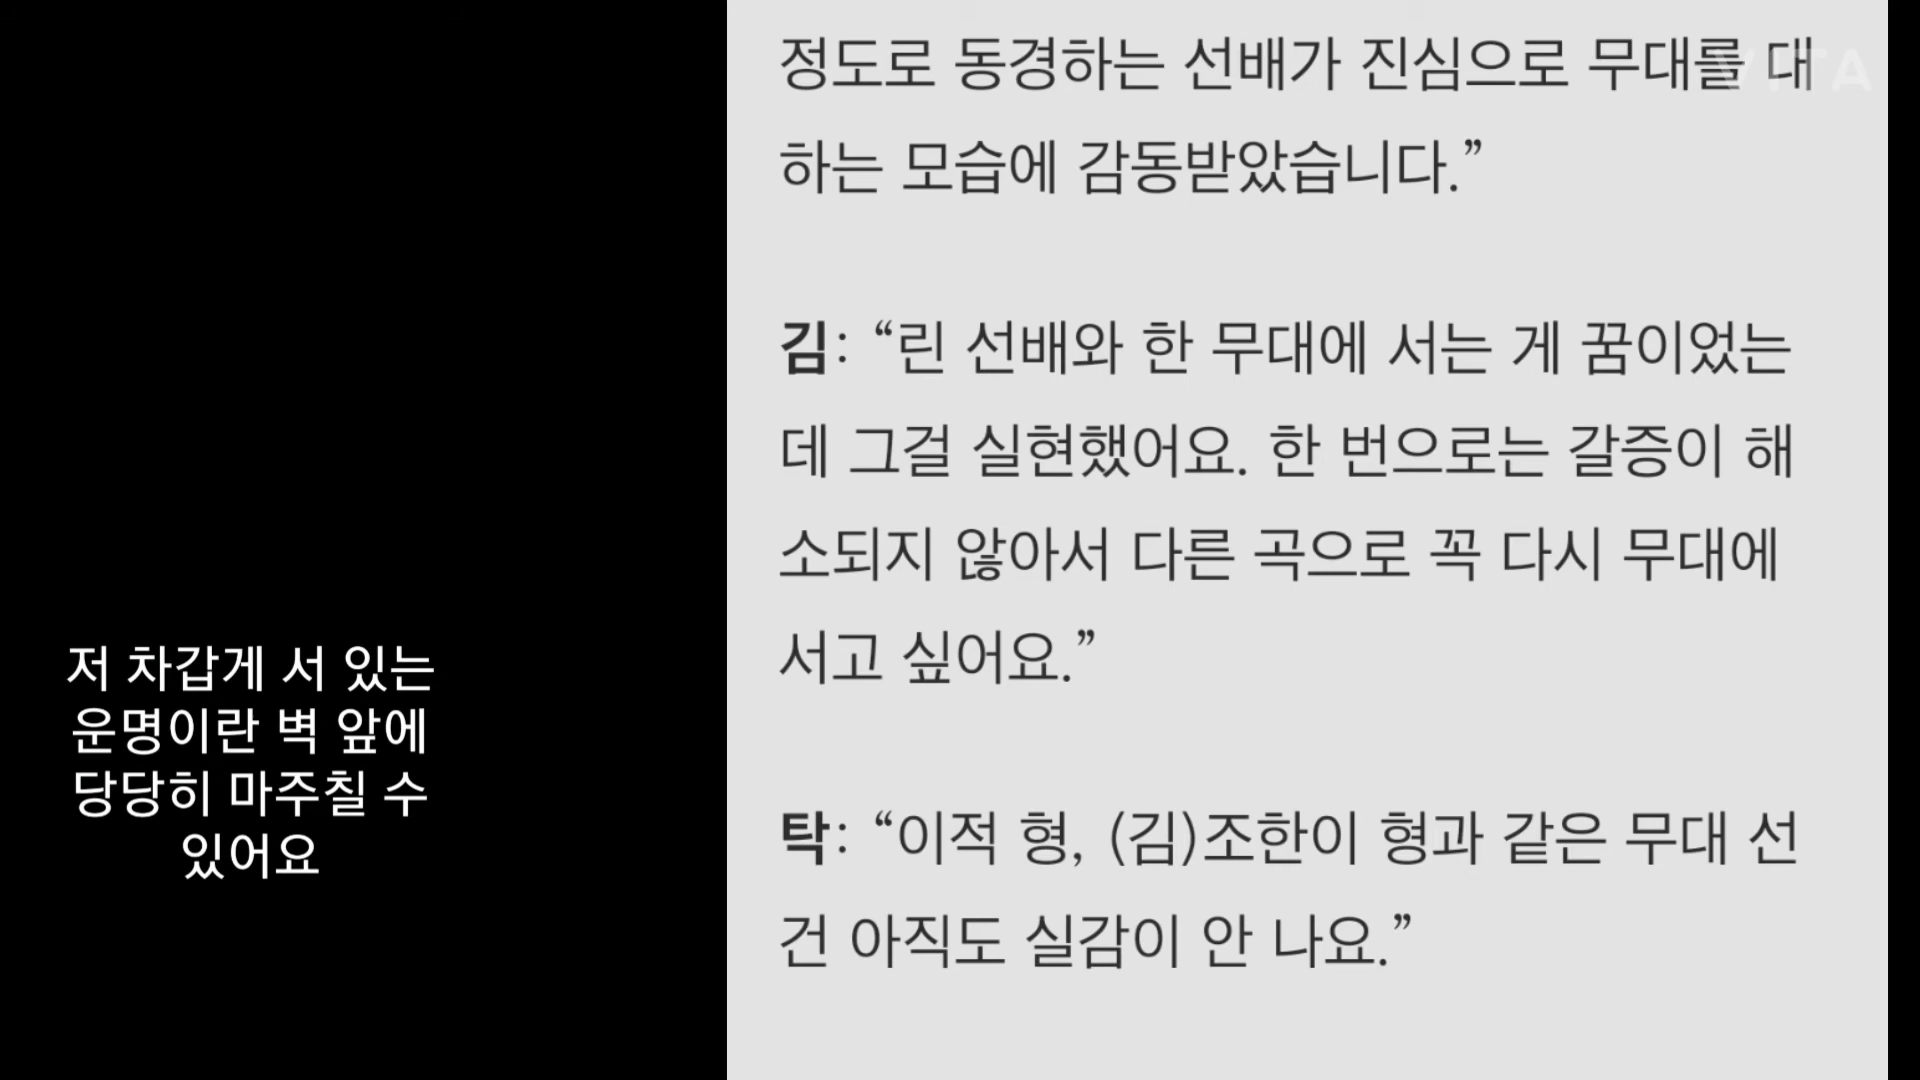 정도로 동경하는 선배가 진심으로 무대를 대
하는 모습에 감동받았습니다.”
김: “린 선배와 한 무대에 서는 게 꿈이었는
데 그걸 실현했어요. 한 번으로는 갈증이 해
소되지 않아서 다른 곡으로 꼭 다시 무대에
서고 싶어요.”
탁: “이적 형, (김)조한이 형과 같은 무대 선
건 아직도 실감이 안 나요.”
저 차갑게 서 있는
운명이란 벽 앞에
당당히 마주칠 수
있어요
VITA